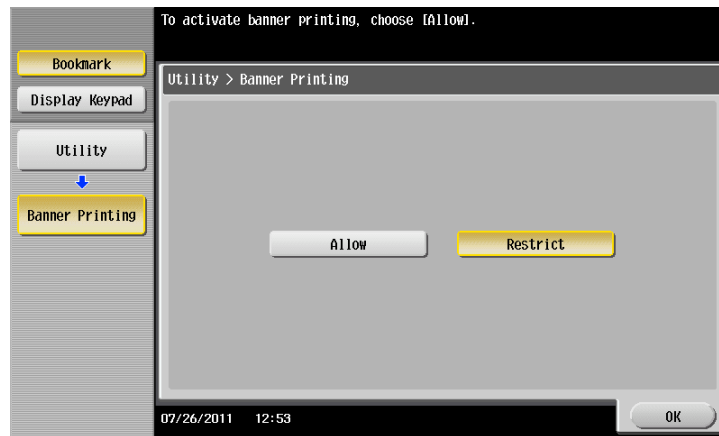 To activate banner printing, choose [Allow].
Bookmark
Display Keypad
Utility
Banner Printing
Utility > Banner Printing
Allow
Restrict
07/26/2011 12:53
OK